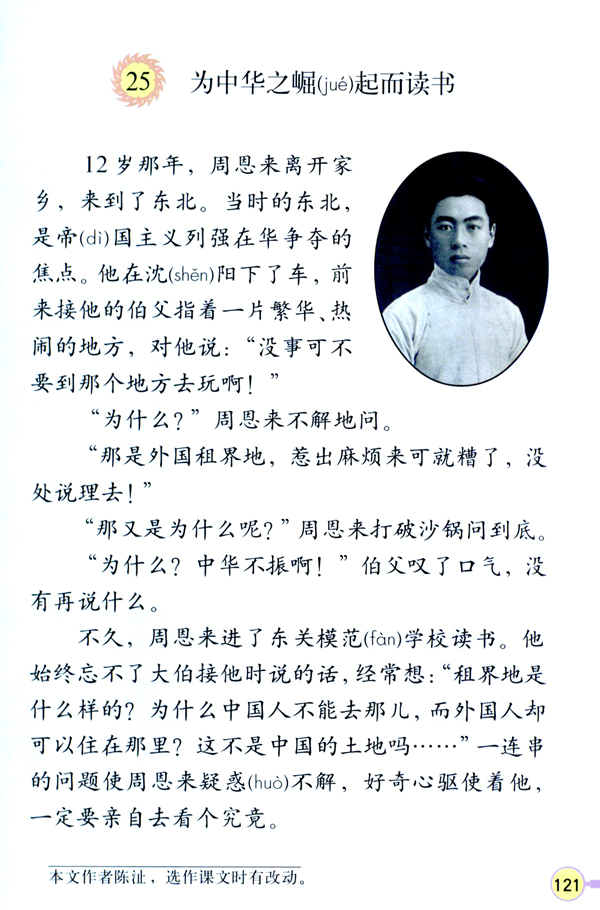 25 为中华之崛(jué)起而读书
12岁那年，周恩来离开家
乡，来到了东北。当时的东北，
是帝(dì)国主义列强在华争夺的
焦点。他在沈(shěn)阳下了车，前
来接他的伯父指着一片繁华、热
闹的地方，对他说：“没事可不
要到那个地方去玩啊！”
“为什么？”周恩来不解地问。
“那是外国租界地，惹出麻烦来可就糟了，没
处说理去！”
“那又是为什么呢？”周恩来打破沙锅问到底。
“为什么？中华不振啊！”伯父叹了口气，没
有再说什么。
不久，周恩来进了东关模范(fàn)学校读书。他
始终忘不了大伯接他时说的话，经常想：“租界地是
什么样的？为什么中国人不能去那儿，而外国人却
可以住在那里？这不是中国的土地吗……”一连串
的问题使周恩来疑惑(huò)不解，好奇心驱使着他，
一定要亲自去看个究竟。
本文作者陈沚，选作课文时有改动。
121